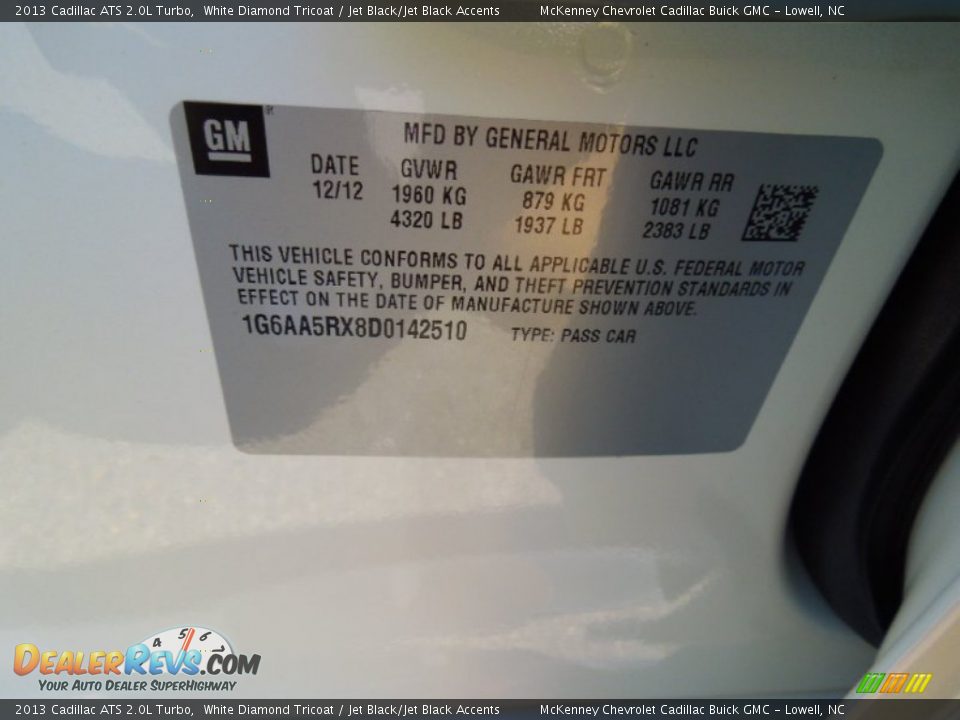 2013 Cadillac ATS 2.0L Turbo, White Diamond Tricoat / Jet Black/Jet Black Accents McKenney Chevrolet Cadillac Buick GMC - Lowell, NC
GM
MFD BY GENERAL MOTORS LLC
DATE GVWR GAWR FRT GAWR RR
12/12 1960 KG 879 KG 1081 KG
4320 LB 1937 LB 2383 LB
THIS VEHICLE CONFORMS TO ALL APPLICABLE U.S. FEDERAL MOTOR
VEHICLE SAFETY, BUMPER, AND THEFT PREVENTION STANDARDS IN
EFFECT ON THE DATE OF MANUFACTURE SHOWN ABOVE.
1G6AA5RX8D0142510 TYPE: PASS CAR
4 5 6
DEALERREVS.COM
YOUR AUTO DEALER SUPERHIGHWAY
2013 Cadillac ATS 2.0L Turbo, White Diamond Tricoat / Jet Black/Jet Black Accents McKenney Chevrolet Cadillac Buick GMC - Lowell, NC